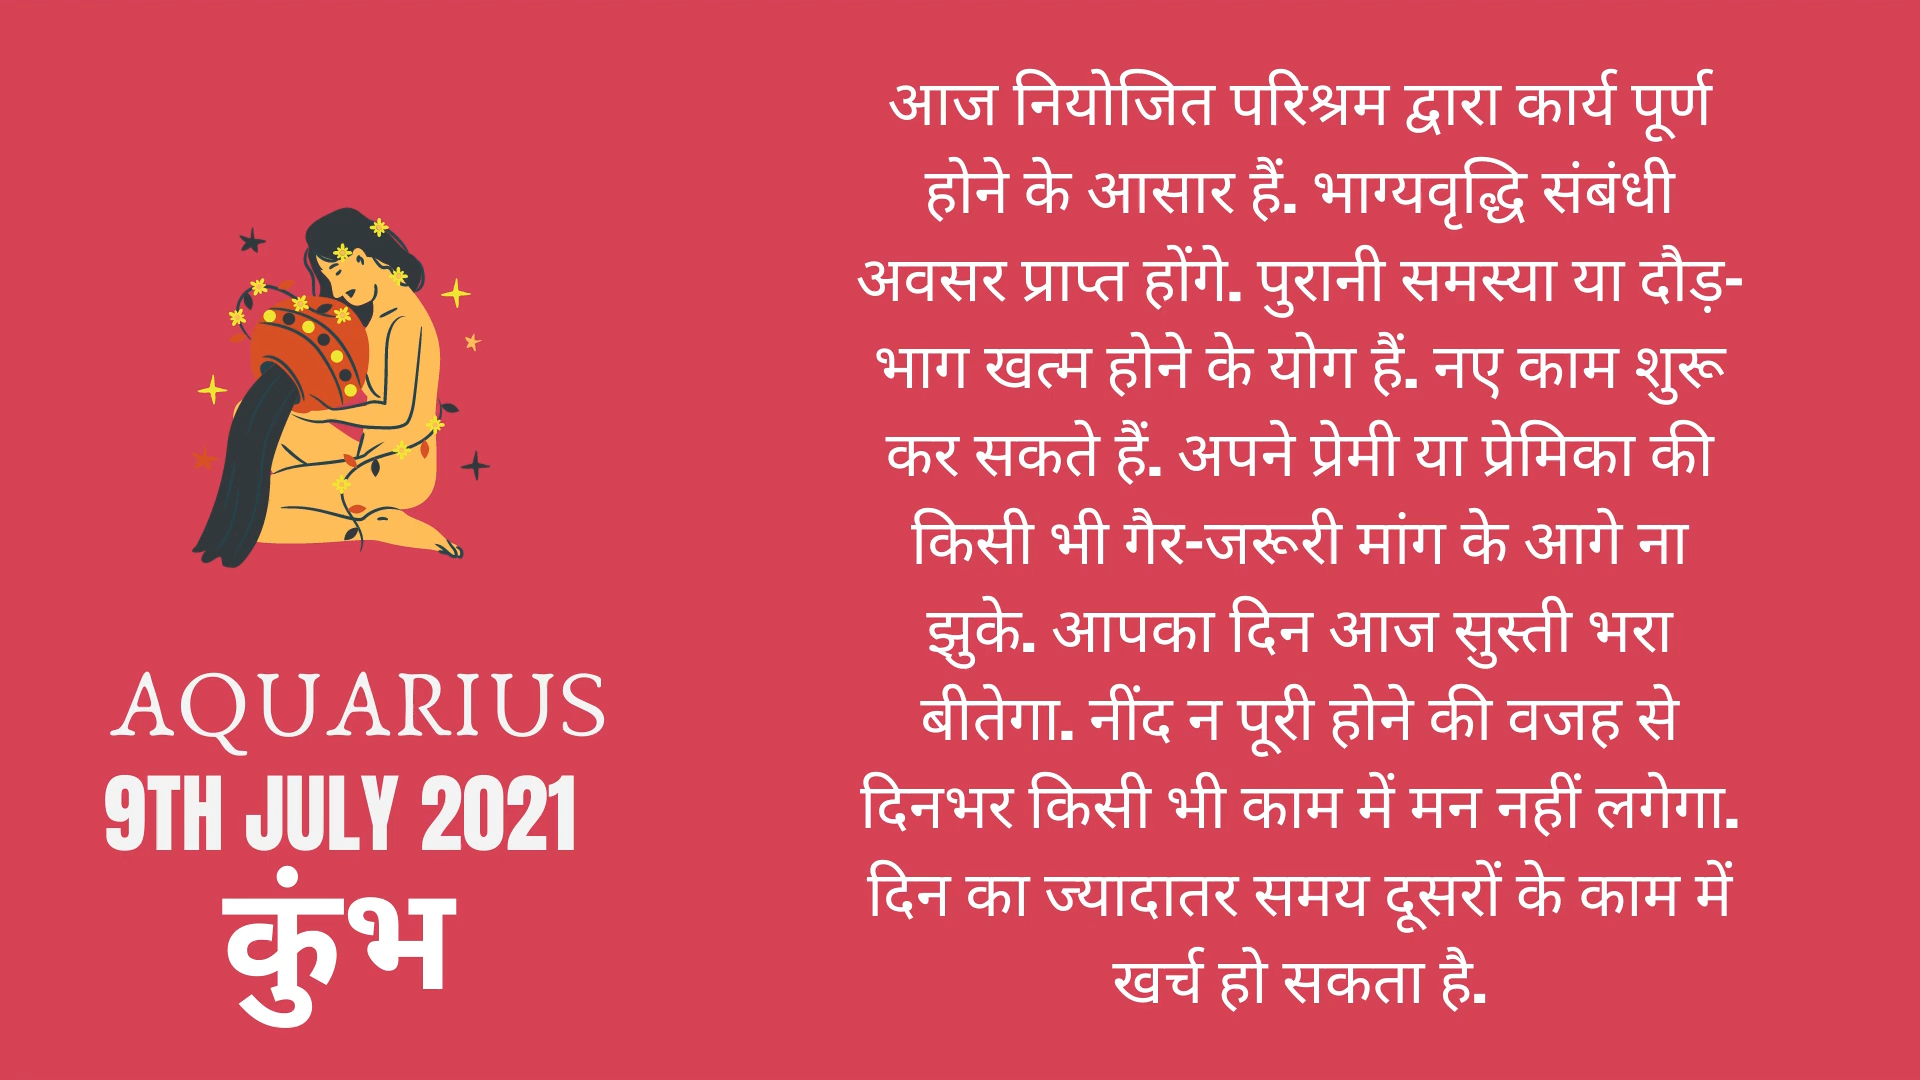 AQUARIUS
9TH JULY 2021
कुंभ
आज नियोजित परिश्रम द्वारा कार्य पूर्ण
होने के आसार हैं. भाग्यवृद्धि संबंधी
अवसर प्राप्त होंगे. पुरानी समस्या या दौड़-
भाग खत्म होने के योग हैं. नए काम शुरू
कर सकते हैं. अपने प्रेमी या प्रेमिका की
किसी भी गैर-जरूरी मांग के आगे ना
झुके. आपका दिन आज सुस्ती भरा
बीतेगा. नींद न पूरी होने की वजह से
दिनभर किसी भी काम में मन नहीं लगेगा.
दिन का ज्यादातर समय दूसरों के काम में
खर्च हो सकता है.